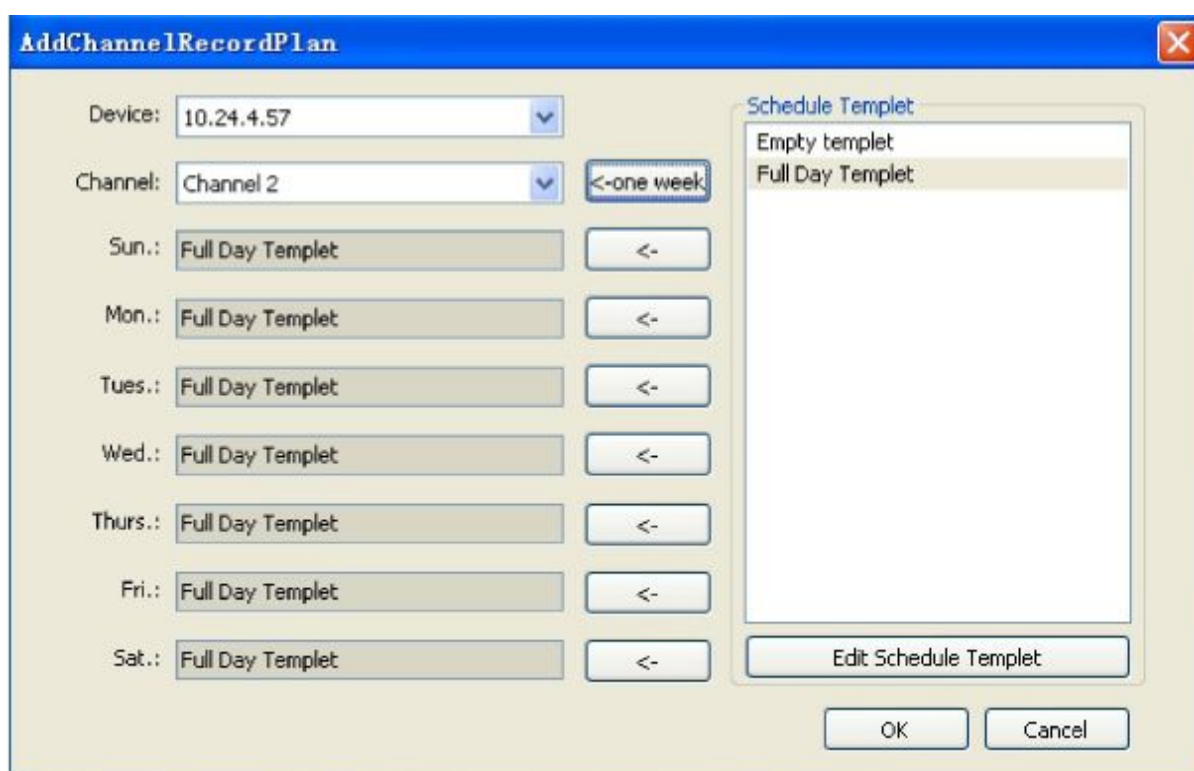 AddChannelRecordPlan
Device: 10.24.4.57
Channel: Channel 2 <-one week
Sun.: Full Day Templet <-
Mon.: Full Day Templet <-
Tues.: Full Day Templet <-
Wed.: Full Day Templet <-
Thurs.: Full Day Templet <-
Fri.: Full Day Templet <-
Sat.: Full Day Templet <-
Schedule Templet
Empty templet
Full Day Templet
Edit Schedule Templet
OK Cancel